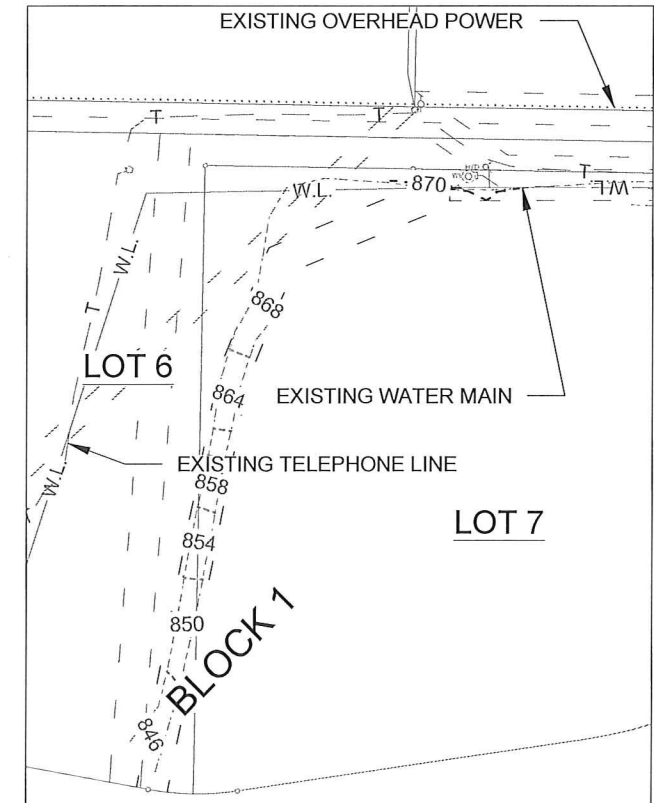 EXISTING OVERHEAD POWER
T
T
T
W.L.
870
W.L.
W.L.
T
868
LOT 6
864
EXISTING WATER MAIN
EXISTING TELEPHONE LINE
W.L.
858
LOT 7
854
850
BLOCK 1
846